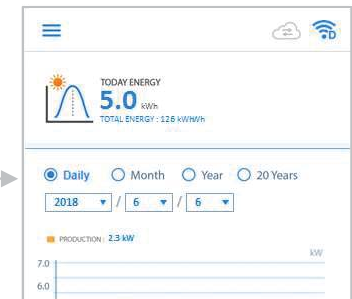 D
TODAY ENERGY
5.0 kWh
TOTAL ENERGY : 126 kWhWh
Daily Month Year 20 Years
2018 / 6 / 6
PRODUCTION : 2.3 kW
kW
7.0
6.0